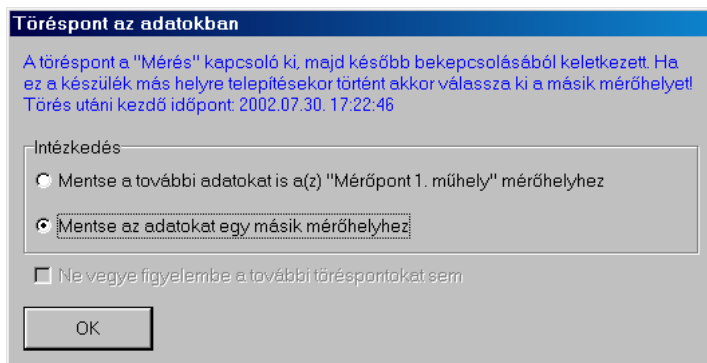 Töréspont az adatokban
A töréspont a "Mérés" kapcsoló ki, majd később bekepcsolásából keletkezett. Ha
ez a készülék más helyre telepítésekor történt akkor válassza ki a másik mérőhelyet!
Törés utáni kezdő időpont: 2002.07.30. 17:22:46
Intézkedés
Mentse a további adatokat is a(z) "Mérőpont 1. műhely" mérőhelyhez
Mentse az adatokat egy másik mérőhelyhez
Ne vegye figyelembe a további töréspontokat sem
OK